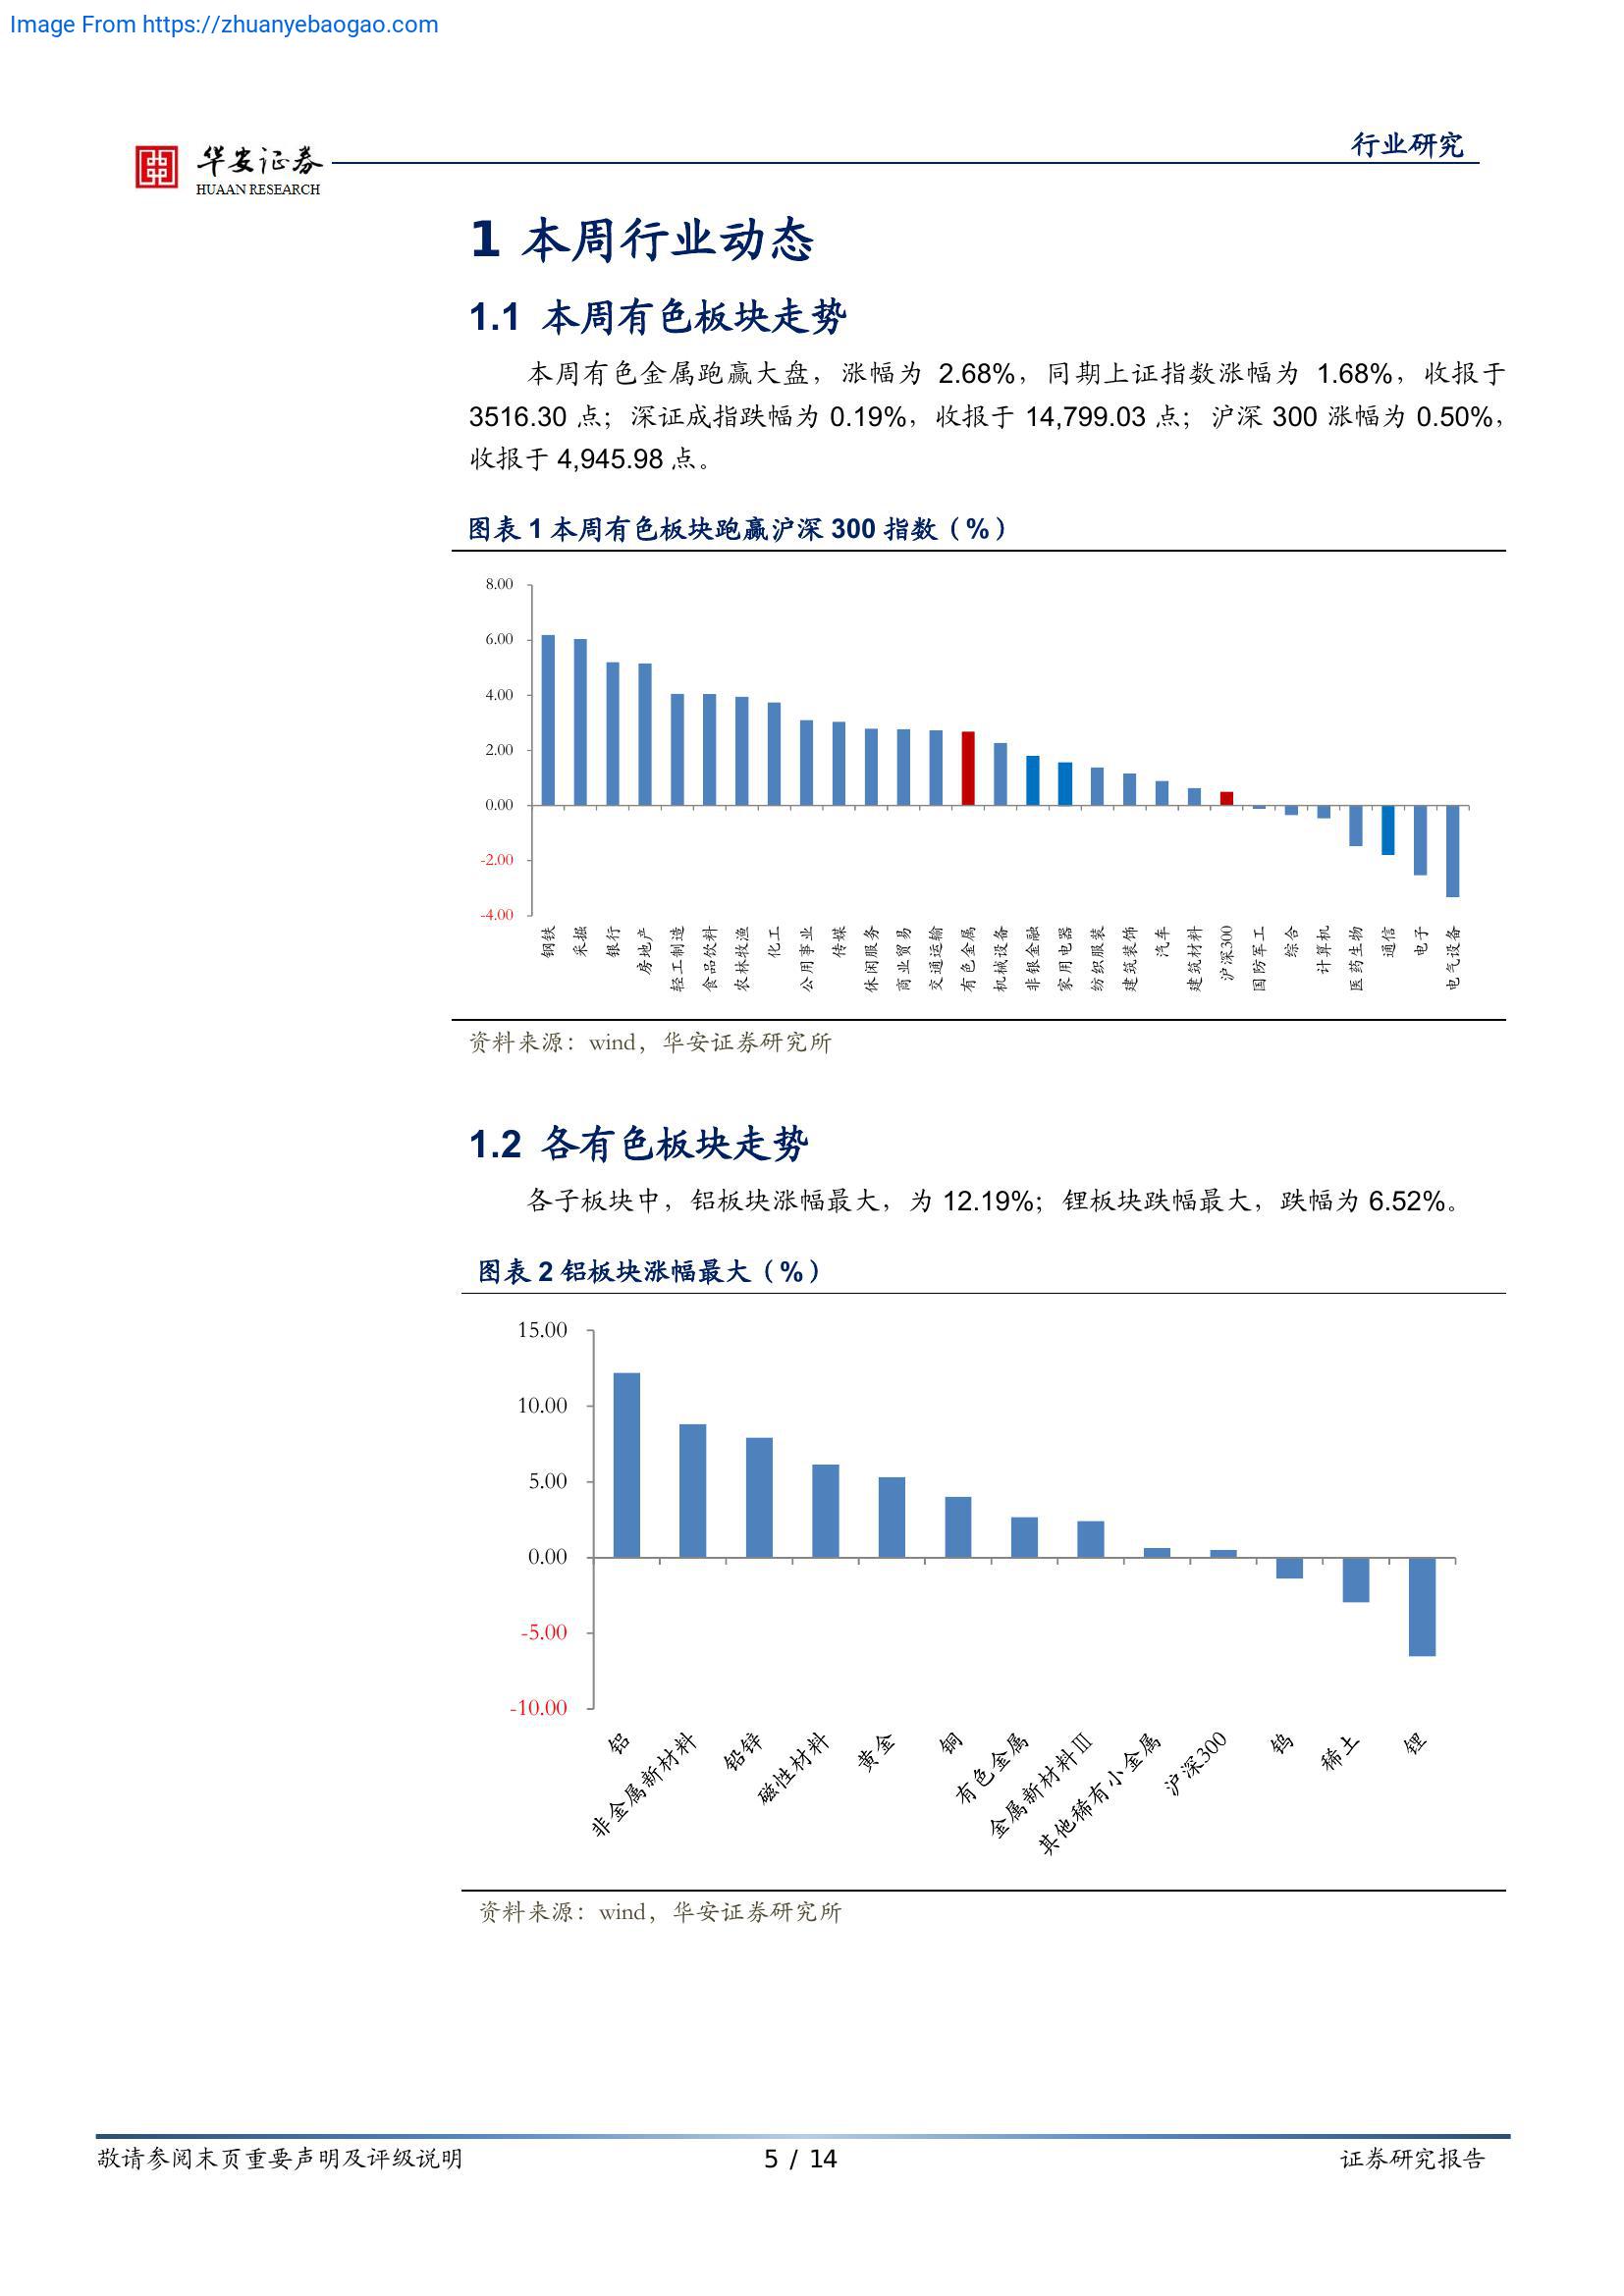 Image From https://zhuanyebaogao.com
华安证券
HUAAN RESEARCH
行业研究
1 本周行业动态
1.1 本周有色板块走势
本周有色金属跑赢大盘，涨幅为 2.68%，同期上证指数涨幅为 1.68%，收报于
3516.30 点；深证成指跌幅为 0.19%，收报于 14,799.03 点；沪深 300 涨幅为 0.50%，
收报于 4,945.98 点。
图表 1 本周有色板块跑赢沪深 300 指数（%）
8.00
6.00
4.00
2.00
0.00
-2.00
-4.00
钢铁
采掘
银行
房地产
轻工制造
食品饮料
农林牧渔
化工
公用事业
传媒
休闲服务
商业贸易
交通运输
有色金属
机械设备
非银金融
家用电器
纺织服装
建筑装饰
汽车
建筑材料
沪深300
国防军工
综合
计算机
医药生物
通信
电子
电气设备
资料来源：wind，华安证券研究所
1.2 各有色板块走势
各子板块中，铝板块涨幅最大，为 12.19%；锂板块跌幅最大，跌幅为 6.52%。
图表 2 铝板块涨幅最大（%）
15.00
10.00
5.00
0.00
-5.00
-10.00
铝
非金属新材料
铅锌
磁性材料
黄金
铜
有色金属
金属新材料Ⅲ
其他稀有小金属
沪深300
钨
稀土
锂
资料来源：wind，华安证券研究所
敬请参阅末页重要声明及评级说明
5 / 14
证券研究报告